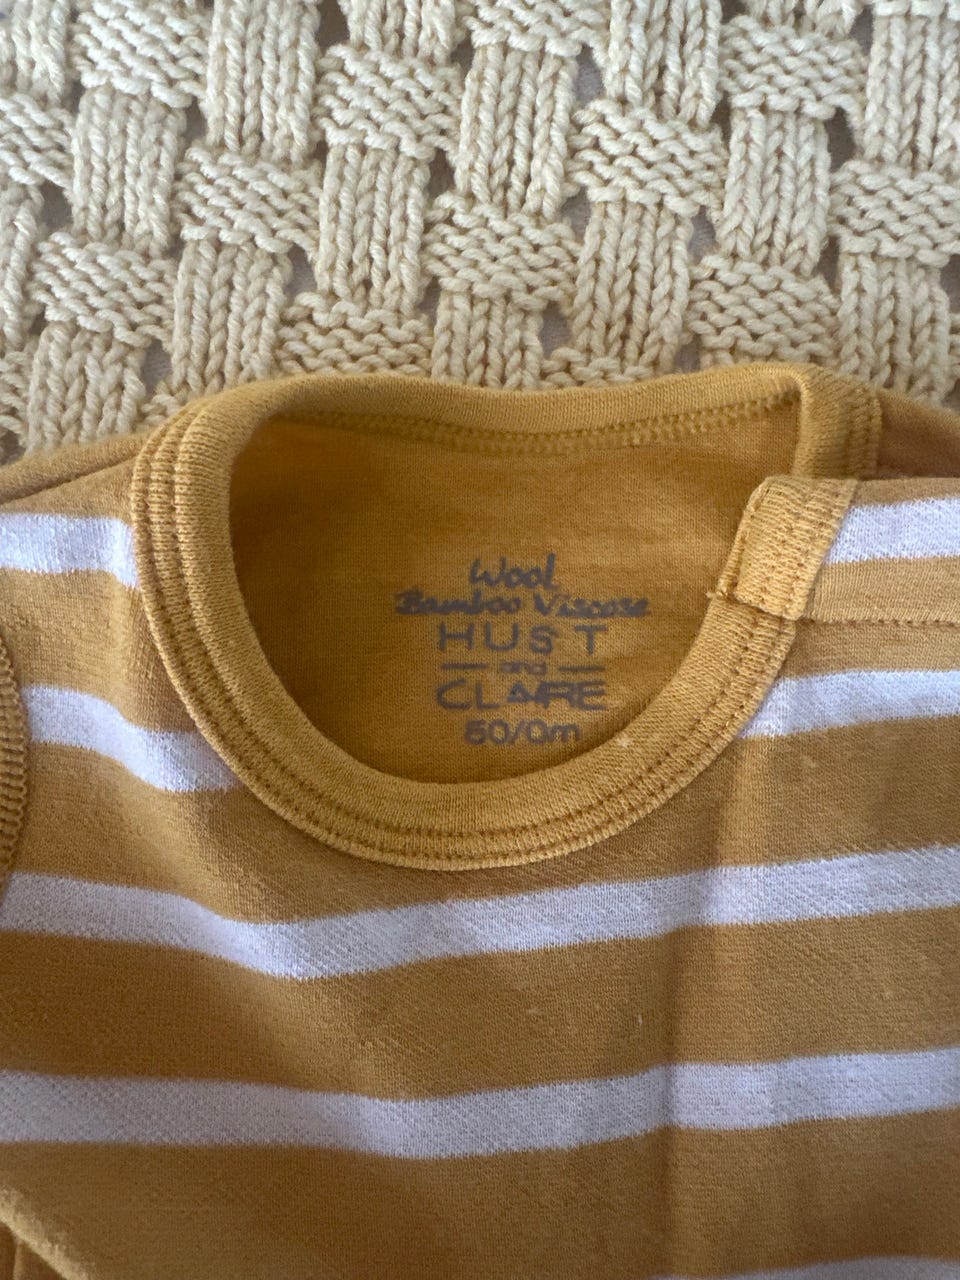 Wool
Bamboo Viscose
HUST
and
CLAIRE
50/0m